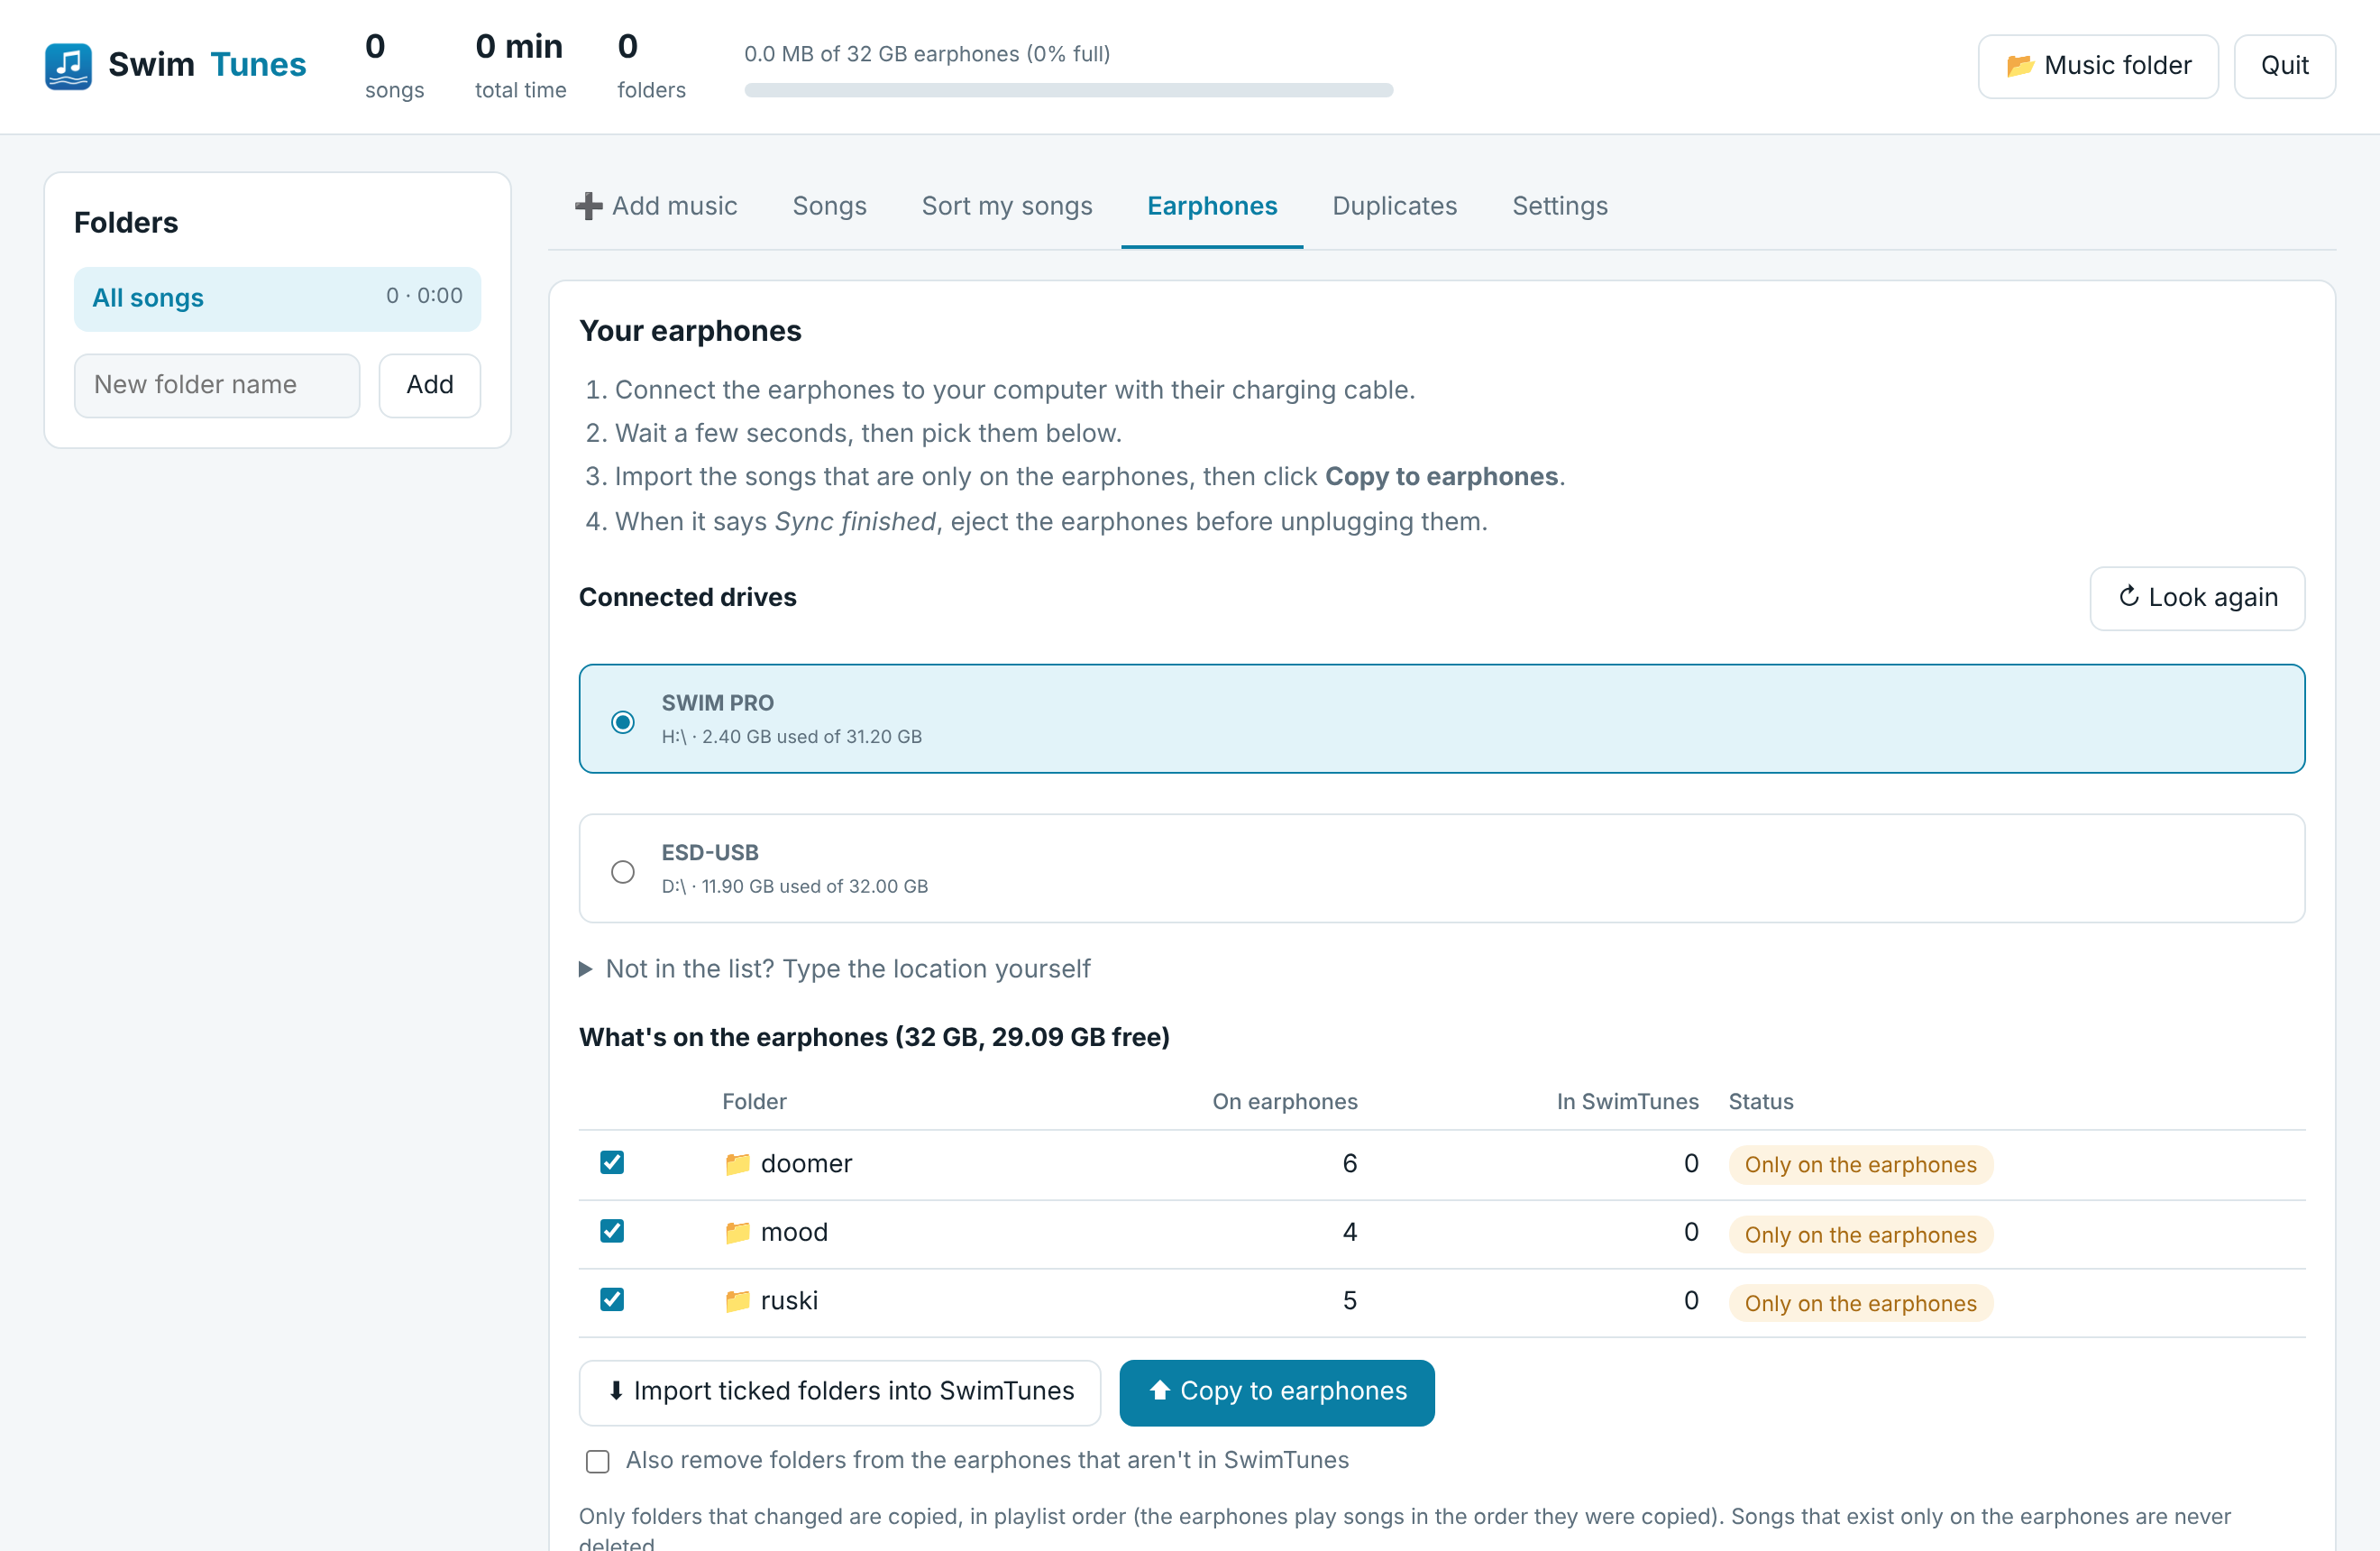 Swim Tunes
0 songs
0 min total time
0 folders
0.0 MB of 32 GB earphones (0% full)
📂 Music folder
Quit
Folders
All songs 0 · 0:00
New folder name
Add
➕ Add music
Songs
Sort my songs
Earphones
Duplicates
Settings
Your earphones
1. Connect the earphones to your computer with their charging cable.
2. Wait a few seconds, then pick them below.
3. Import the songs that are only on the earphones, then click Copy to earphones.
4. When it says Sync finished, eject the earphones before unplugging them.
Connected drives
↻ Look again
SWIM PRO
H:\ · 2.40 GB used of 31.20 GB
ESD-USB
D:\ · 11.90 GB used of 32.00 GB
▶ Not in the list? Type the location yourself
What's on the earphones (32 GB, 29.09 GB free)
Folder On earphones In SwimTunes Status
📁 doomer 6 0 Only on the earphones
📁 mood 4 0 Only on the earphones
📁 ruski 5 0 Only on the earphones
⬇ Import ticked folders into SwimTunes
⬆ Copy to earphones
Also remove folders from the earphones that aren't in SwimTunes
Only folders that changed are copied, in playlist order (the earphones play songs in the order they were copied). Songs that exist only on the earphones are never
deleted.